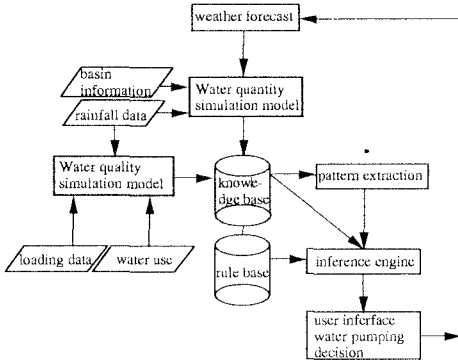 weather forecast
basin
information
Water quantity
simulation model
rainfall data
Water quality
simulation model
knowe-
dge base
pattern extraction
loading data
water use
rule base
inference engine
user inferface
water pumping
decision